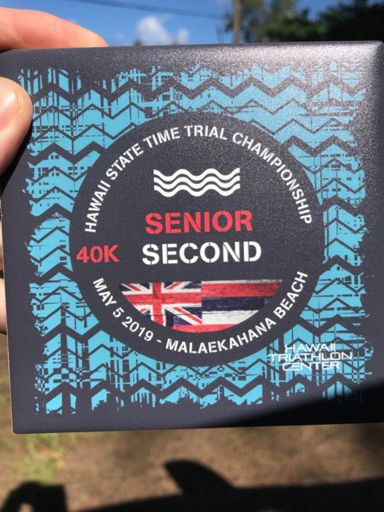 HAWAII STATE TIME TRIAL CHAMPIONSHIP
SENIOR
40K SECOND
MAY 5 2019 - MALAEKAHANA BEACH
HAWAII
TRIATHLON
CENTER